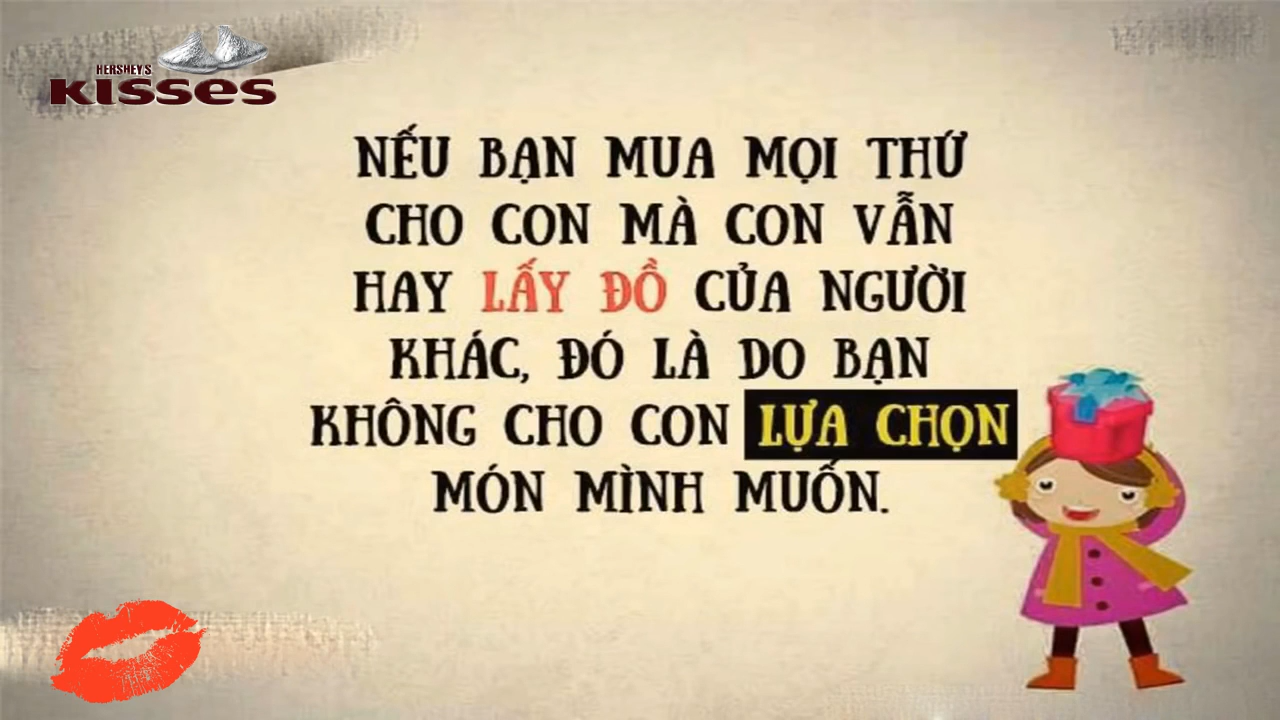 HERSHEY'S
KISSES
NẾU BẠN MUA MỌI THỨ
CHO CON MÀ CON VẪN
HAY LẤY ĐỒ CỦA NGƯỜI
KHÁC, ĐÓ LÀ DO BẠN
KHÔNG CHO CON LỰA CHỌN
MÓN MÌNH MUỐN.